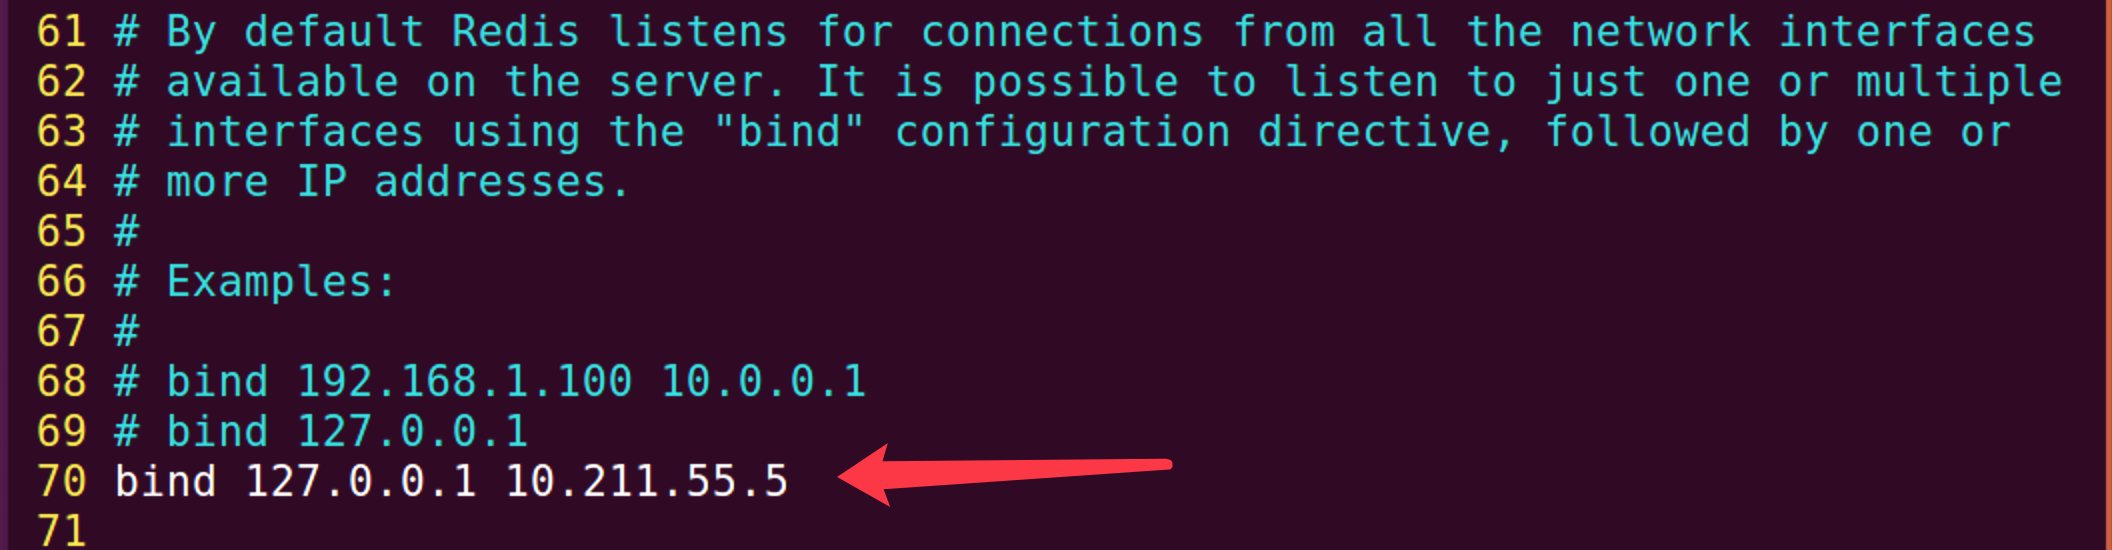 61 # By default Redis listens for connections from all the network interfaces
62 # available on the server. It is possible to listen to just one or multiple
63 # interfaces using the "bind" configuration directive, followed by one or
64 # more IP addresses.
65 #
66 # Examples:
67 #
68 # bind 192.168.1.100 10.0.0.1
69 # bind 127.0.0.1
70 bind 127.0.0.1 10.211.55.5
71